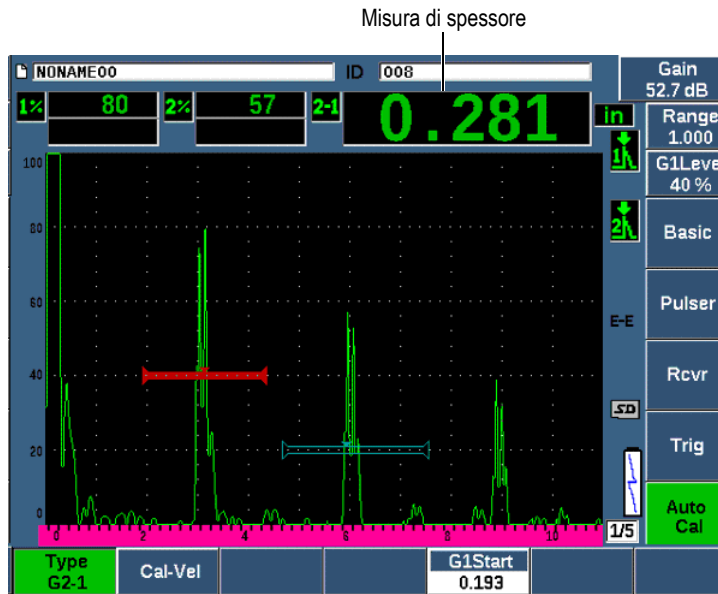 Misura di spessore
NONAME00 ID 008
Gain
52.7 dB
1% 80 2% 57 2-1 0.281 in
Range
1.000
1
G1Leve
40 %
2
Basic
Pulser
E-E
Rcvr
SD
Trig
Auto
Cal
1/5
100
80
60
40
20
0
0 2 4 6 8 10
Type
G2-1
Cal-Vel
G1Start
0.193